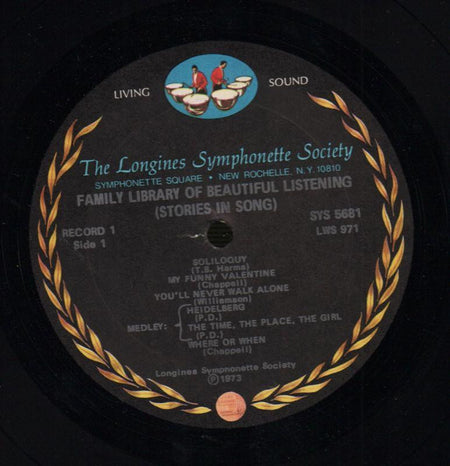 LIVING SOUND
The Longines Symphonette Society
SYMPHONETTE SQUARE • NEW ROCHELLE, N.Y. 10810
FAMILY LIBRARY OF BEAUTIFUL LISTENING
(STORIES IN SONG)
RECORD 1 SYS 5681
Side 1 LWS 971
SOLILOQUY
(T.B. Harms)
MY FUNNY VALENTINE
(Chappell)
YOU'LL NEVER WALK ALONE
(Williamson)
HEIDELBERG
(P.D.)
MEDLEY: THE TIME, THE PLACE, THE GIRL
(P.D.)
WHERE OR WHEN
(Chappell)
Longines Symphonette Society
℗1973